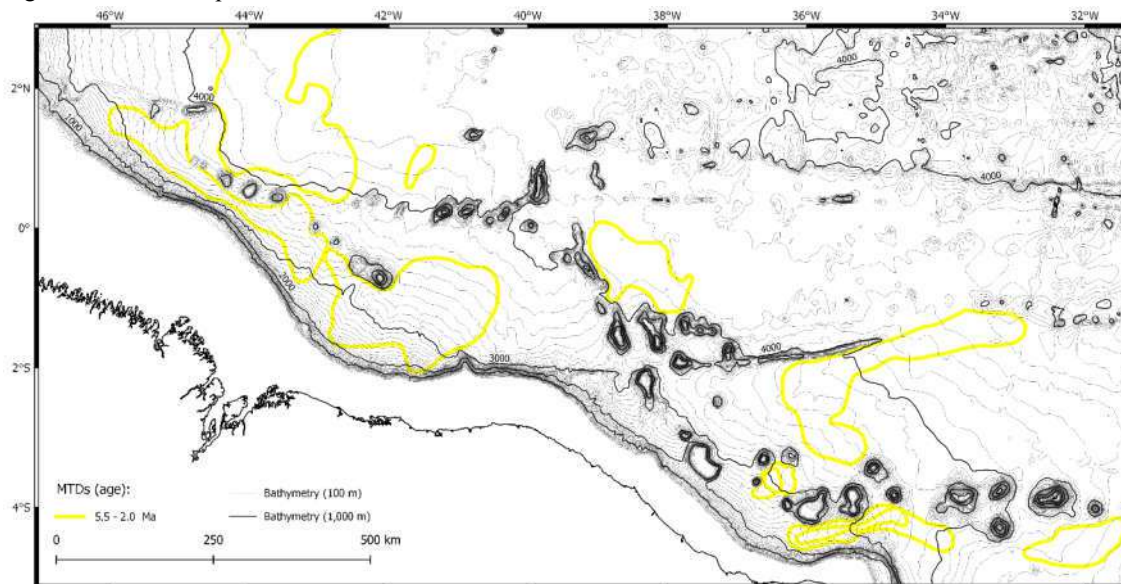 46°W 44°W 42°W 40°W 38°W 36°W 34°W 32°W
2°N
0°
2°S
4°S
4000
4000
4000
1000
2000
3000
4000
MTDs (age):
5.5 - 2.0 Ma
Bathymetry (100 m)
Bathymetry (1,000 m)
0 250 500 km